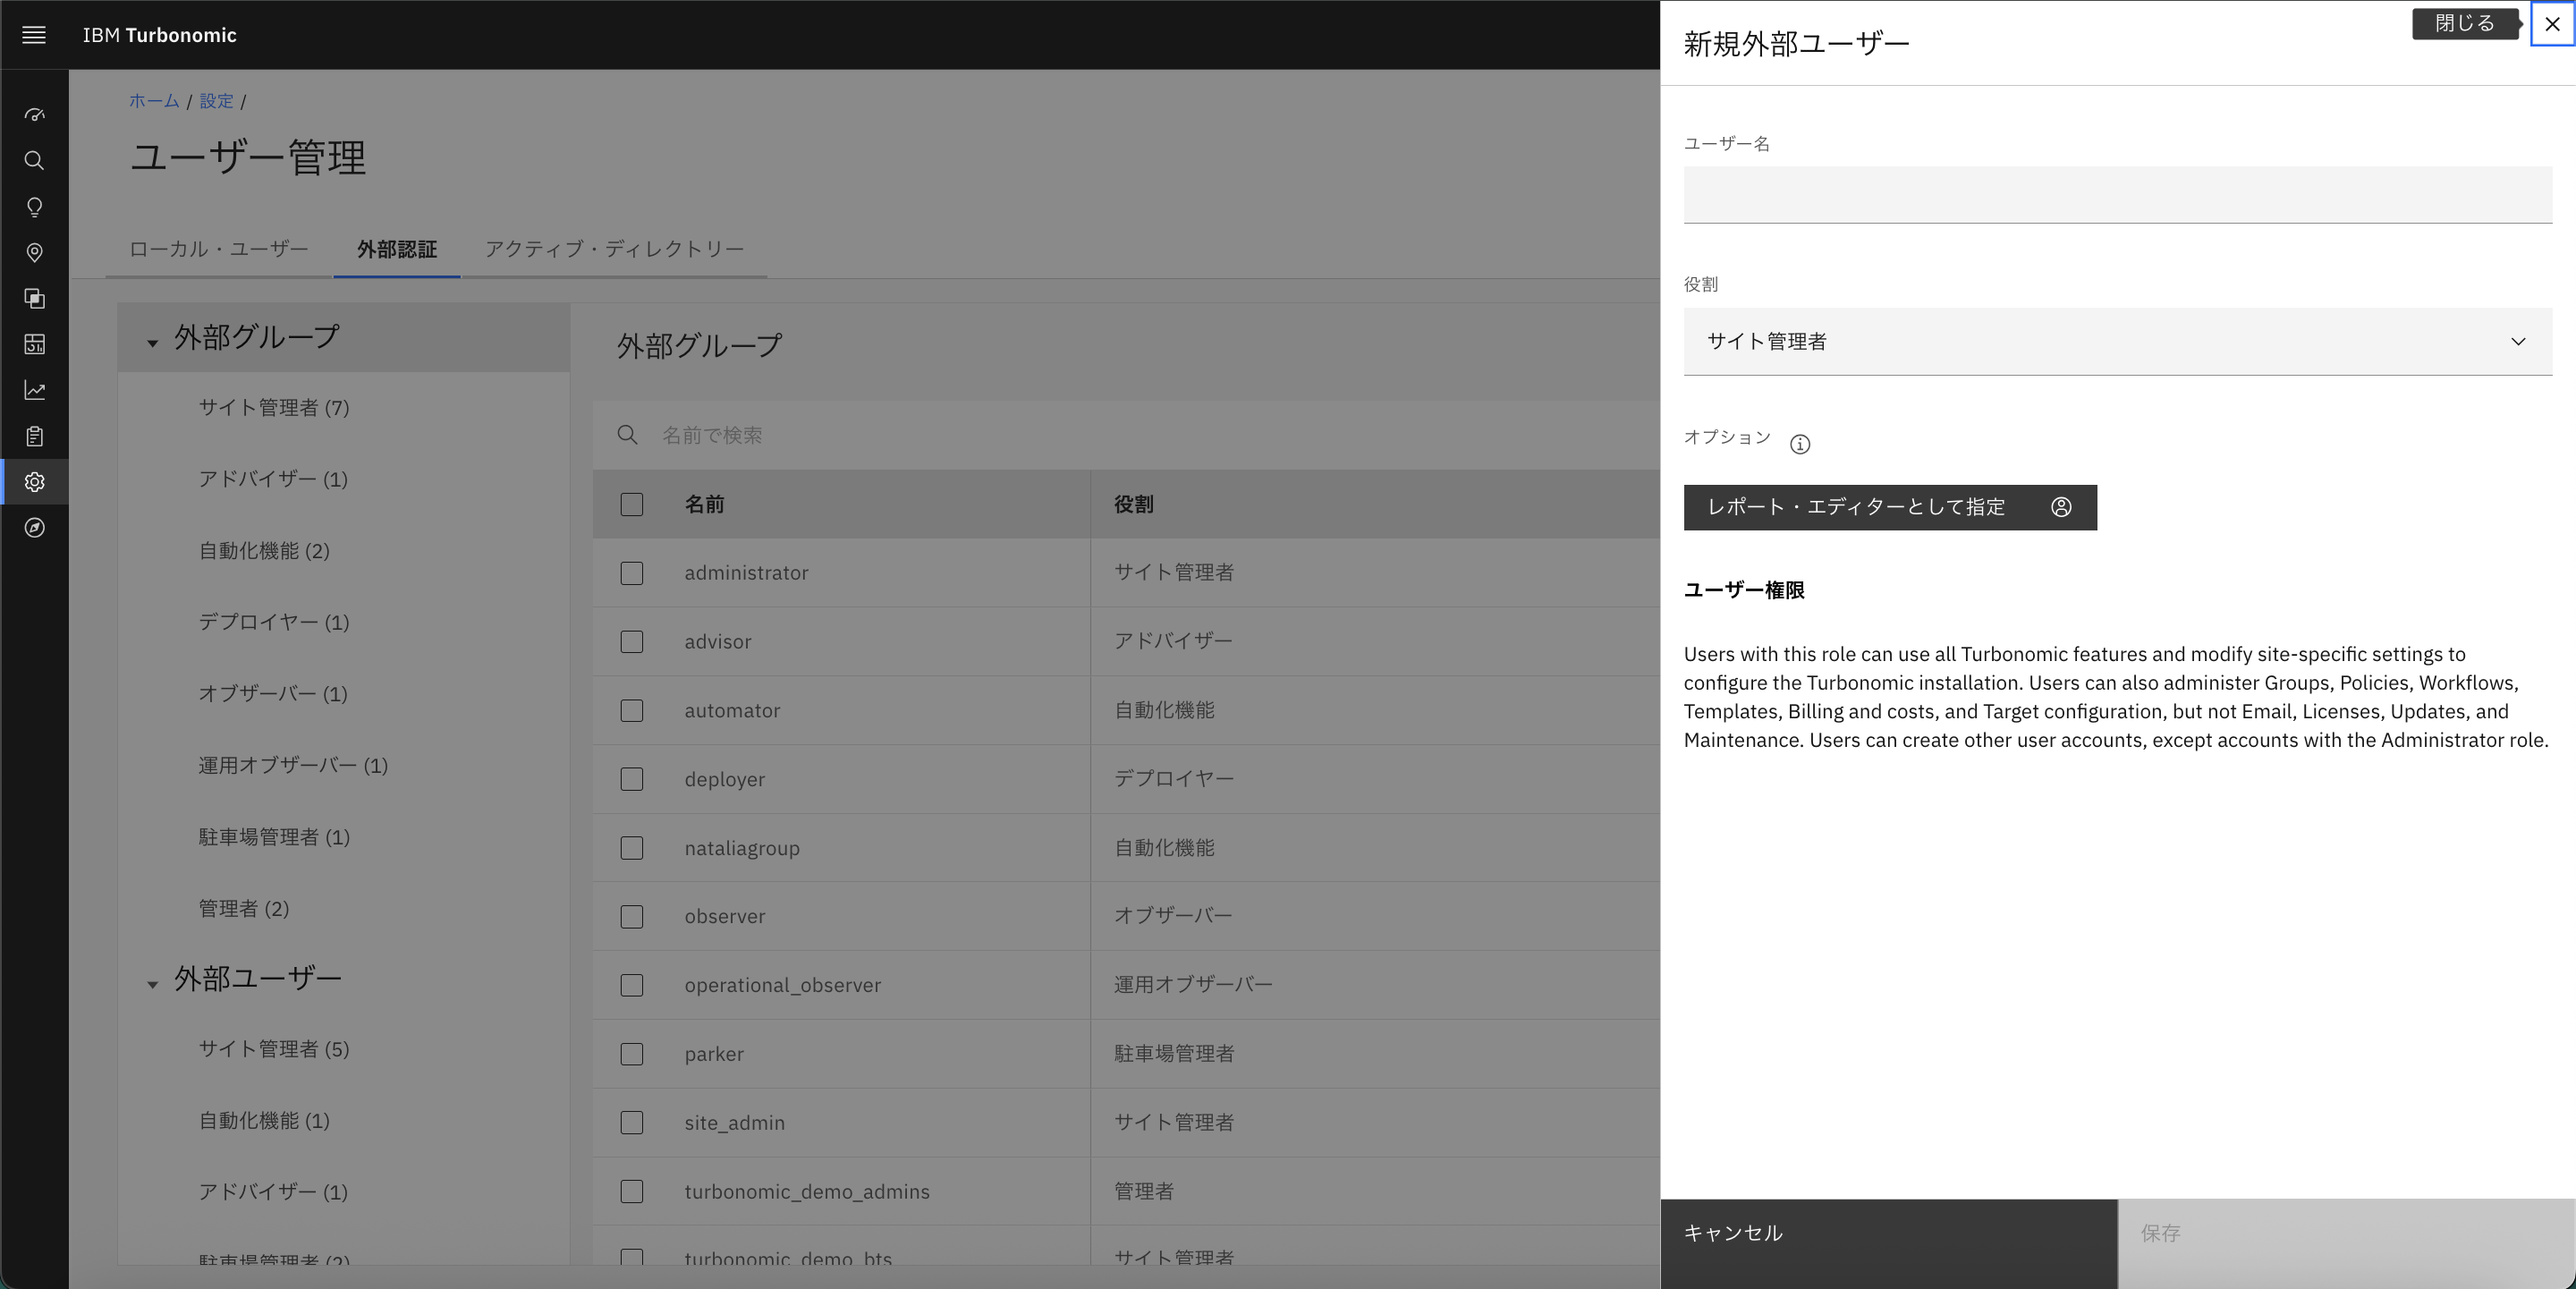 IBM Turbonomic
ホーム / 設定 /
ユーザー管理
ローカル・ユーザー
外部認証
アクティブ・ディレクトリー
外部グループ
サイト管理者 (7)
アドバイザー (1)
自動化機能 (2)
デプロイヤー (1)
オブザーバー (1)
運用オブザーバー (1)
駐車場管理者 (1)
管理者 (2)
外部ユーザー
サイト管理者 (5)
自動化機能 (1)
アドバイザー (1)
駐車場管理者 (2)
外部グループ
名前で検索
名前 役割
administrator サイト管理者
advisor アドバイザー
automator 自動化機能
deployer デプロイヤー
nataliagroup 自動化機能
observer オブザーバー
operational_observer 運用オブザーバー
parker 駐車場管理者
site_admin サイト管理者
turbonomic_demo_admins 管理者
turbonomic_demo_bts サイト管理者
新規外部ユーザー
閉じる
ユーザー名
役割
サイト管理者
オプション
レポート・エディターとして指定
ユーザー権限
Users with this role can use all Turbonomic features and modify site-specific settings to
configure the Turbonomic installation. Users can also administer Groups, Policies, Workflows,
Templates, Billing and costs, and Target configuration, but not Email, Licenses, Updates, and
Maintenance. Users can create other user accounts, except accounts with the Administrator role.
キャンセル
保存